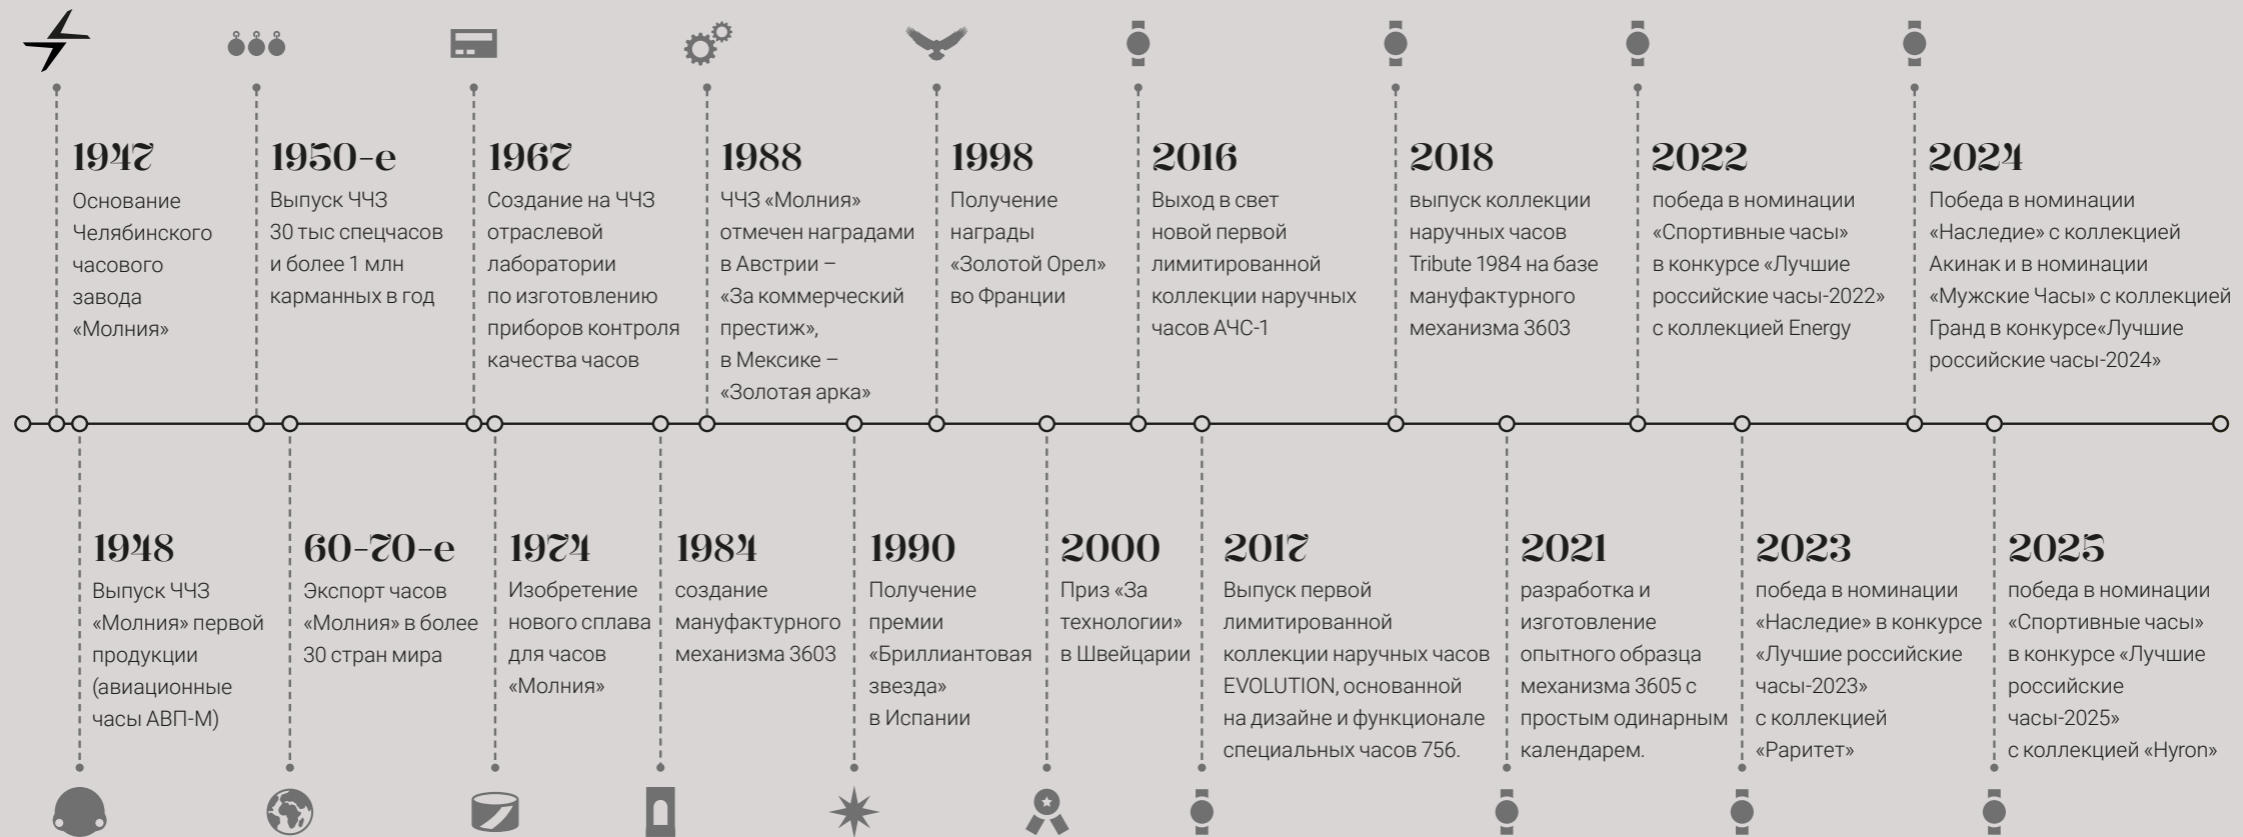 1947
Основание
Челябинского
часового
завода
«Молния»
1950-е
Выпуск ЧЧЗ
30 тыс спецчасов
и более 1 млн
карманных в год
1967
Создание на ЧЧЗ
отраслевой
лаборатории
по изготовлению
приборов контроля
качества часов
1988
ЧЧЗ «Молния»
отмечен наградами
в Австрии –
«За коммерческий
престиж»,
в Мексике –
«Золотая арка»
1998
Получение
награды
«Золотой Орел»
во Франции
2016
Выход в свет
новой первой
лимитированной
коллекции наручных
часов АЧС-1
2018
выпуск коллекции
наручных часов
Tribute 1984 на базе
мануфактурного
механизма 3603
2022
победа в номинации
«Спортивные часы»
в конкурсе «Лучшие
российские часы-2022»
с коллекцией Energy
2024
Победа в номинации
«Наследие» с коллекцией
Акинак и в номинации
«Мужские Часы» с коллекцией
Гранд в конкурсе«Лучшие
российские часы-2024»
1948
Выпуск ЧЧЗ
«Молния» первой
продукции
(авиационные
часы АВП-М)
60-70-е
Экспорт часов
«Молния» в более
30 стран мира
1974
Изобретение
нового сплава
для часов
«Молния»
1984
создание
мануфактурного
механизма 3603
1990
Получение
премии
«Бриллиантовая
звезда»
в Испании
2000
Приз «За
технологии»
в Швейцарии
2017
Выпуск первой
лимитированной
коллекции наручных часов
EVOLUTION, основанной
на дизайне и функционале
специальных часов 756.
2021
разработка и
изготовление
опытного образца
механизма 3605 с
простым одинарным
календарем.
2023
победа в номинации
«Наследие» в конкурсе
«Лучшие российские
часы-2023»
с коллекцией
«Раритет»
2025
победа в номинации
«Спортивные часы»
в конкурсе «Лучшие
российские
часы-2025»
с коллекцией «Hyron»